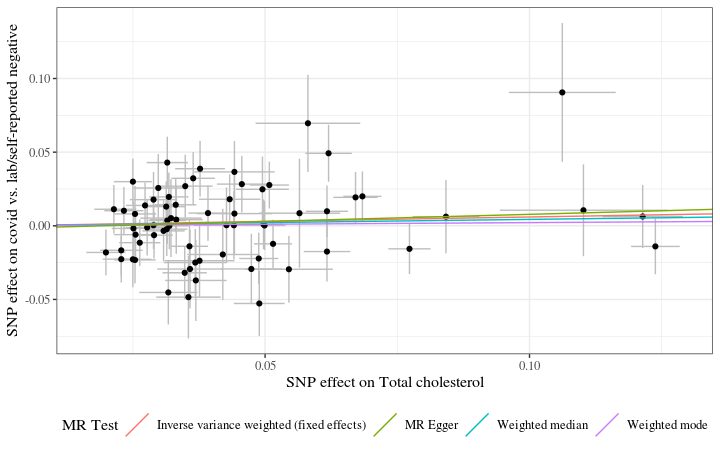 SNP effect on covid vs. lab/self-reported negative
0.10
0.05
0.00
-0.05
0.05 0.10
SNP effect on Total cholesterol
MR Test Inverse variance weighted (fixed effects) MR Egger Weighted median Weighted mode